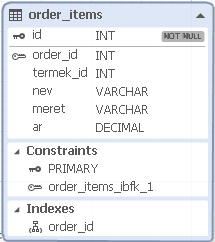 order_items
id INT NOT NULL
order_id INT
termek_id INT
nev VARCHAR
meret VARCHAR
ar DECIMAL
Constraints
PRIMARY
order_items_ibfk_1
Indexes
order_id